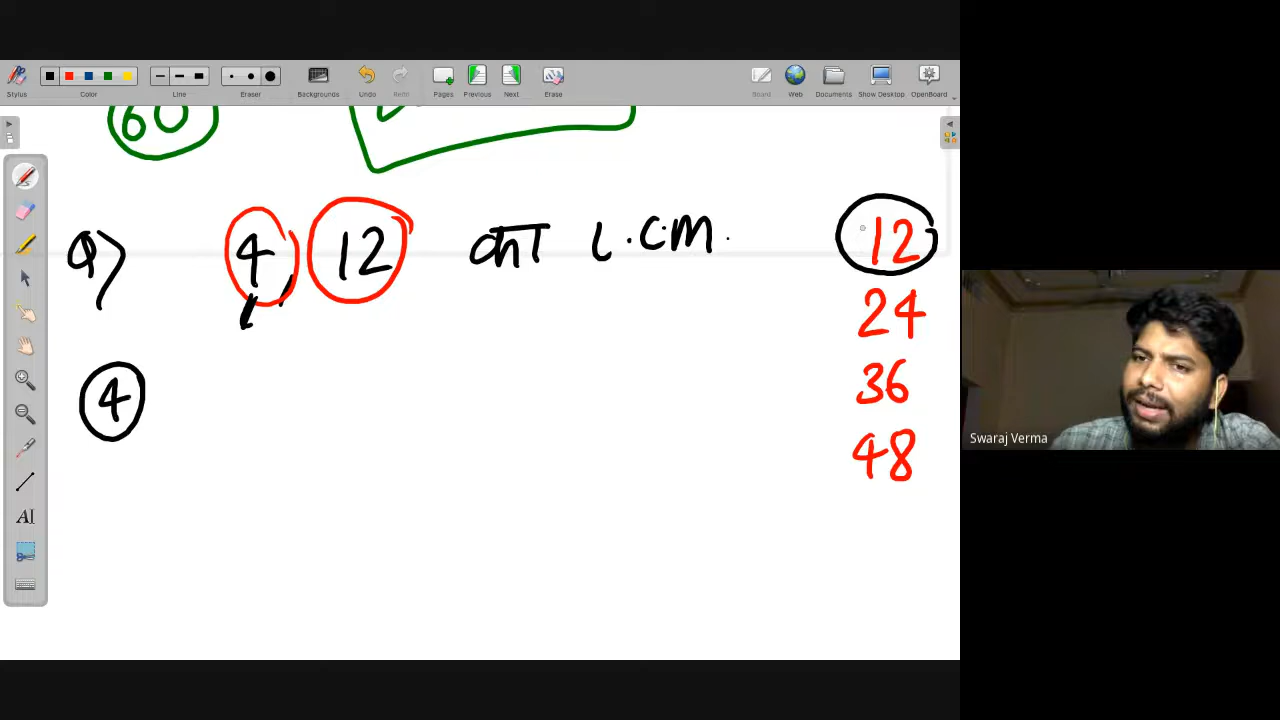 Stylus Color Line Eraser Backgrounds Undo Redo Pages Previous Next Erase Board Web Documents Show Desktop OpenBoard
60
Q) 4, 12 का L.C.M. 12
24
4 36
48
AI
Swaraj Verma